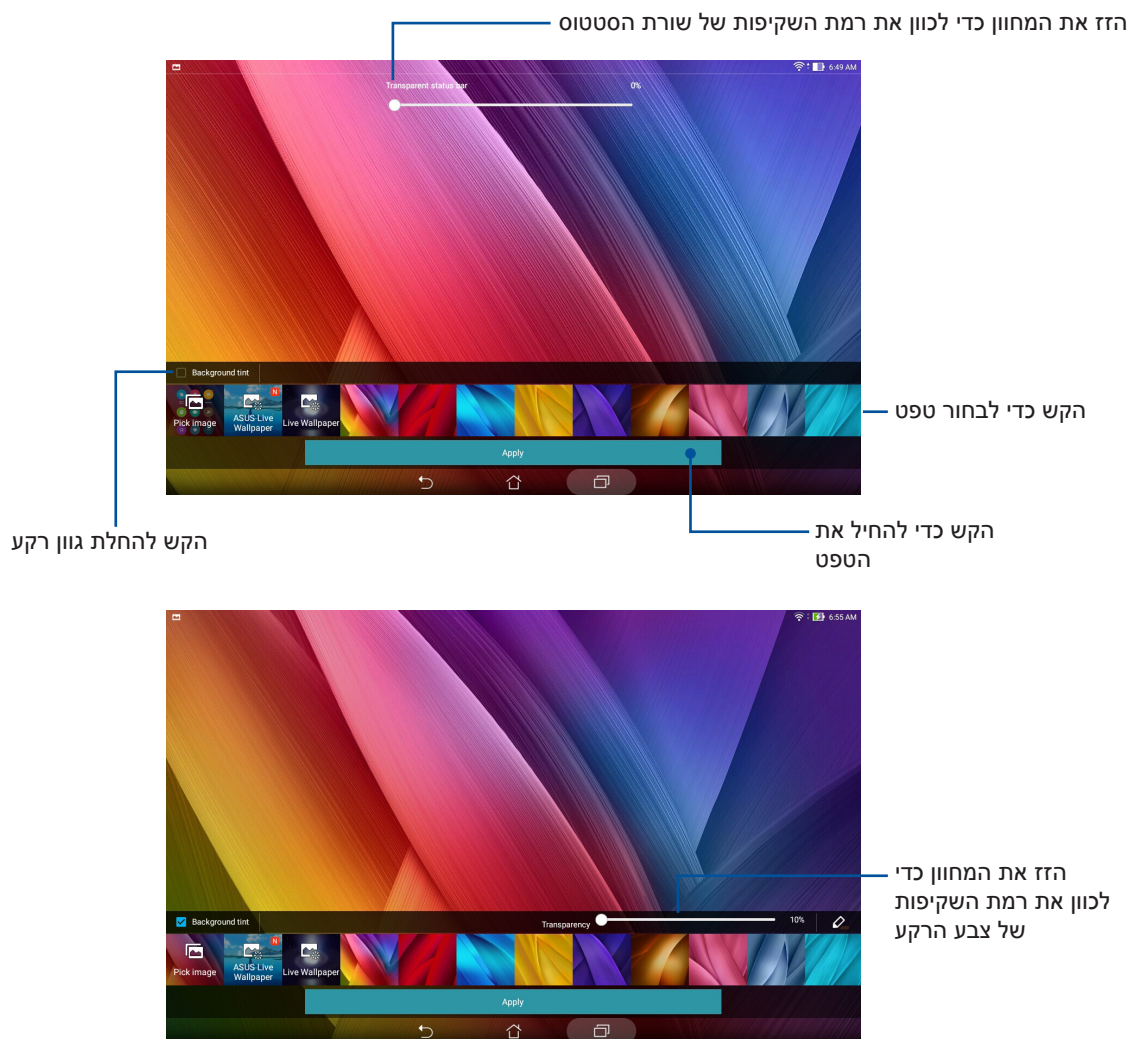 הזז את המחוון כדי לכוון את רמת השקיפות של שורת הסטטוס
6:49 AM
Transparent status bar 0%
Background tint
Pick image
ASUS Live
Wallpaper
N
Live Wallpaper
הקש כדי לבחור טפט
Apply
הקש להחלת גוון רקע
הקש כדי להחיל את
הטפט
6:55 AM
הזז את המחוון כדי
לכוון את רמת השקיפות
של צבע הרקע
Background tint
Transparency 10%
Pick image
ASUS Live
Wallpaper
N
Live Wallpaper
Apply